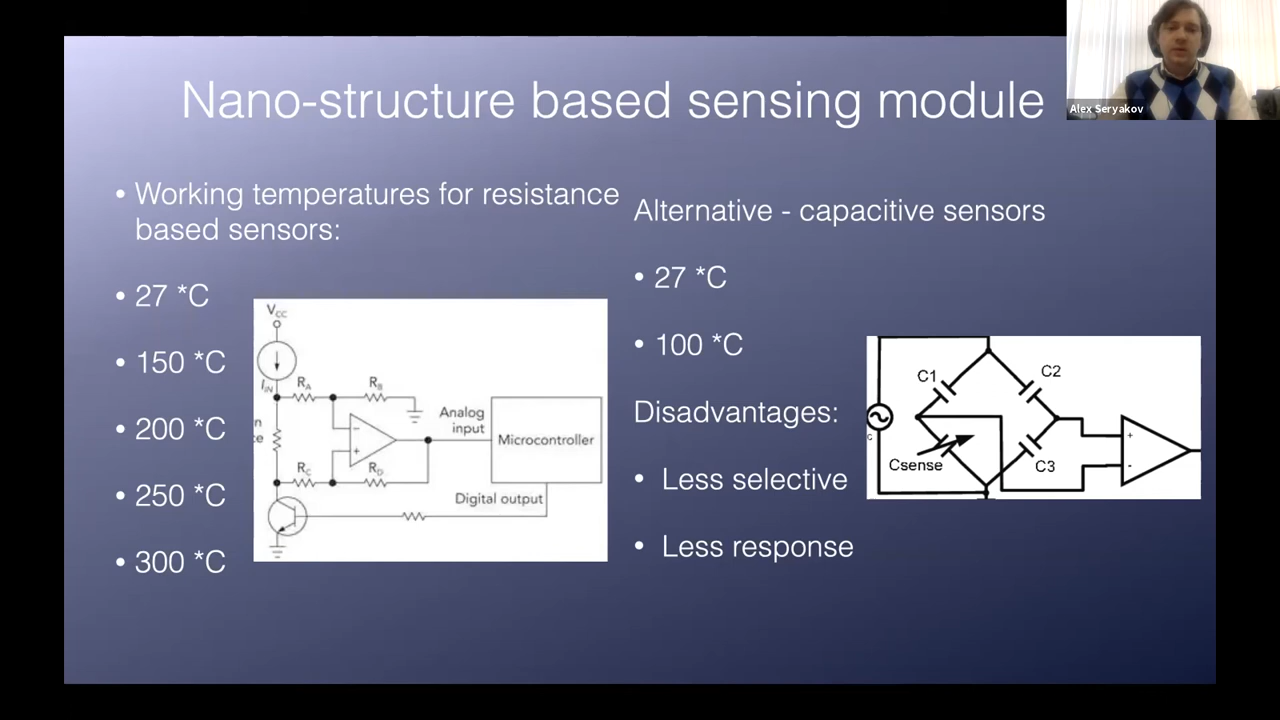 Nano-structure based sensing module
Alex Seryakov
• Working temperatures for resistance
based sensors:
• 27 *C
• 150 *C
• 200 *C
• 250 *C
• 300 *C
VCC
IIN
RA
RB
RC
RD
Analog
input
Microcontroller
Digital output
Alternative - capacitive sensors
• 27 *C
• 100 *C
Disadvantages:
• Less selective
• Less response
C1
C2
Csense
C3